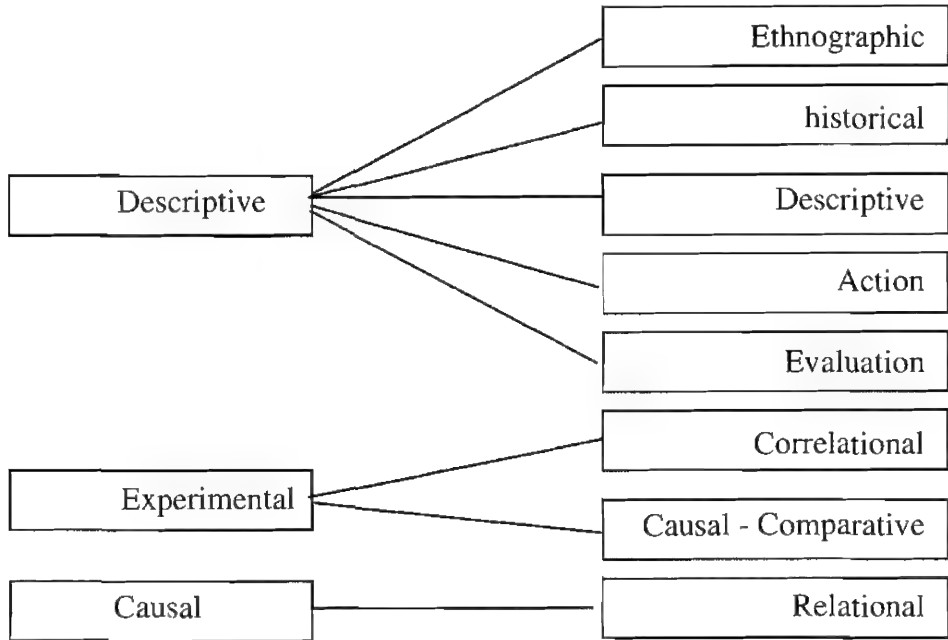 Ethnographic
historical
Descriptive
Descriptive
Action
Evaluation
Correlational
Experimental
Causal - Comparative
Causal
Relational